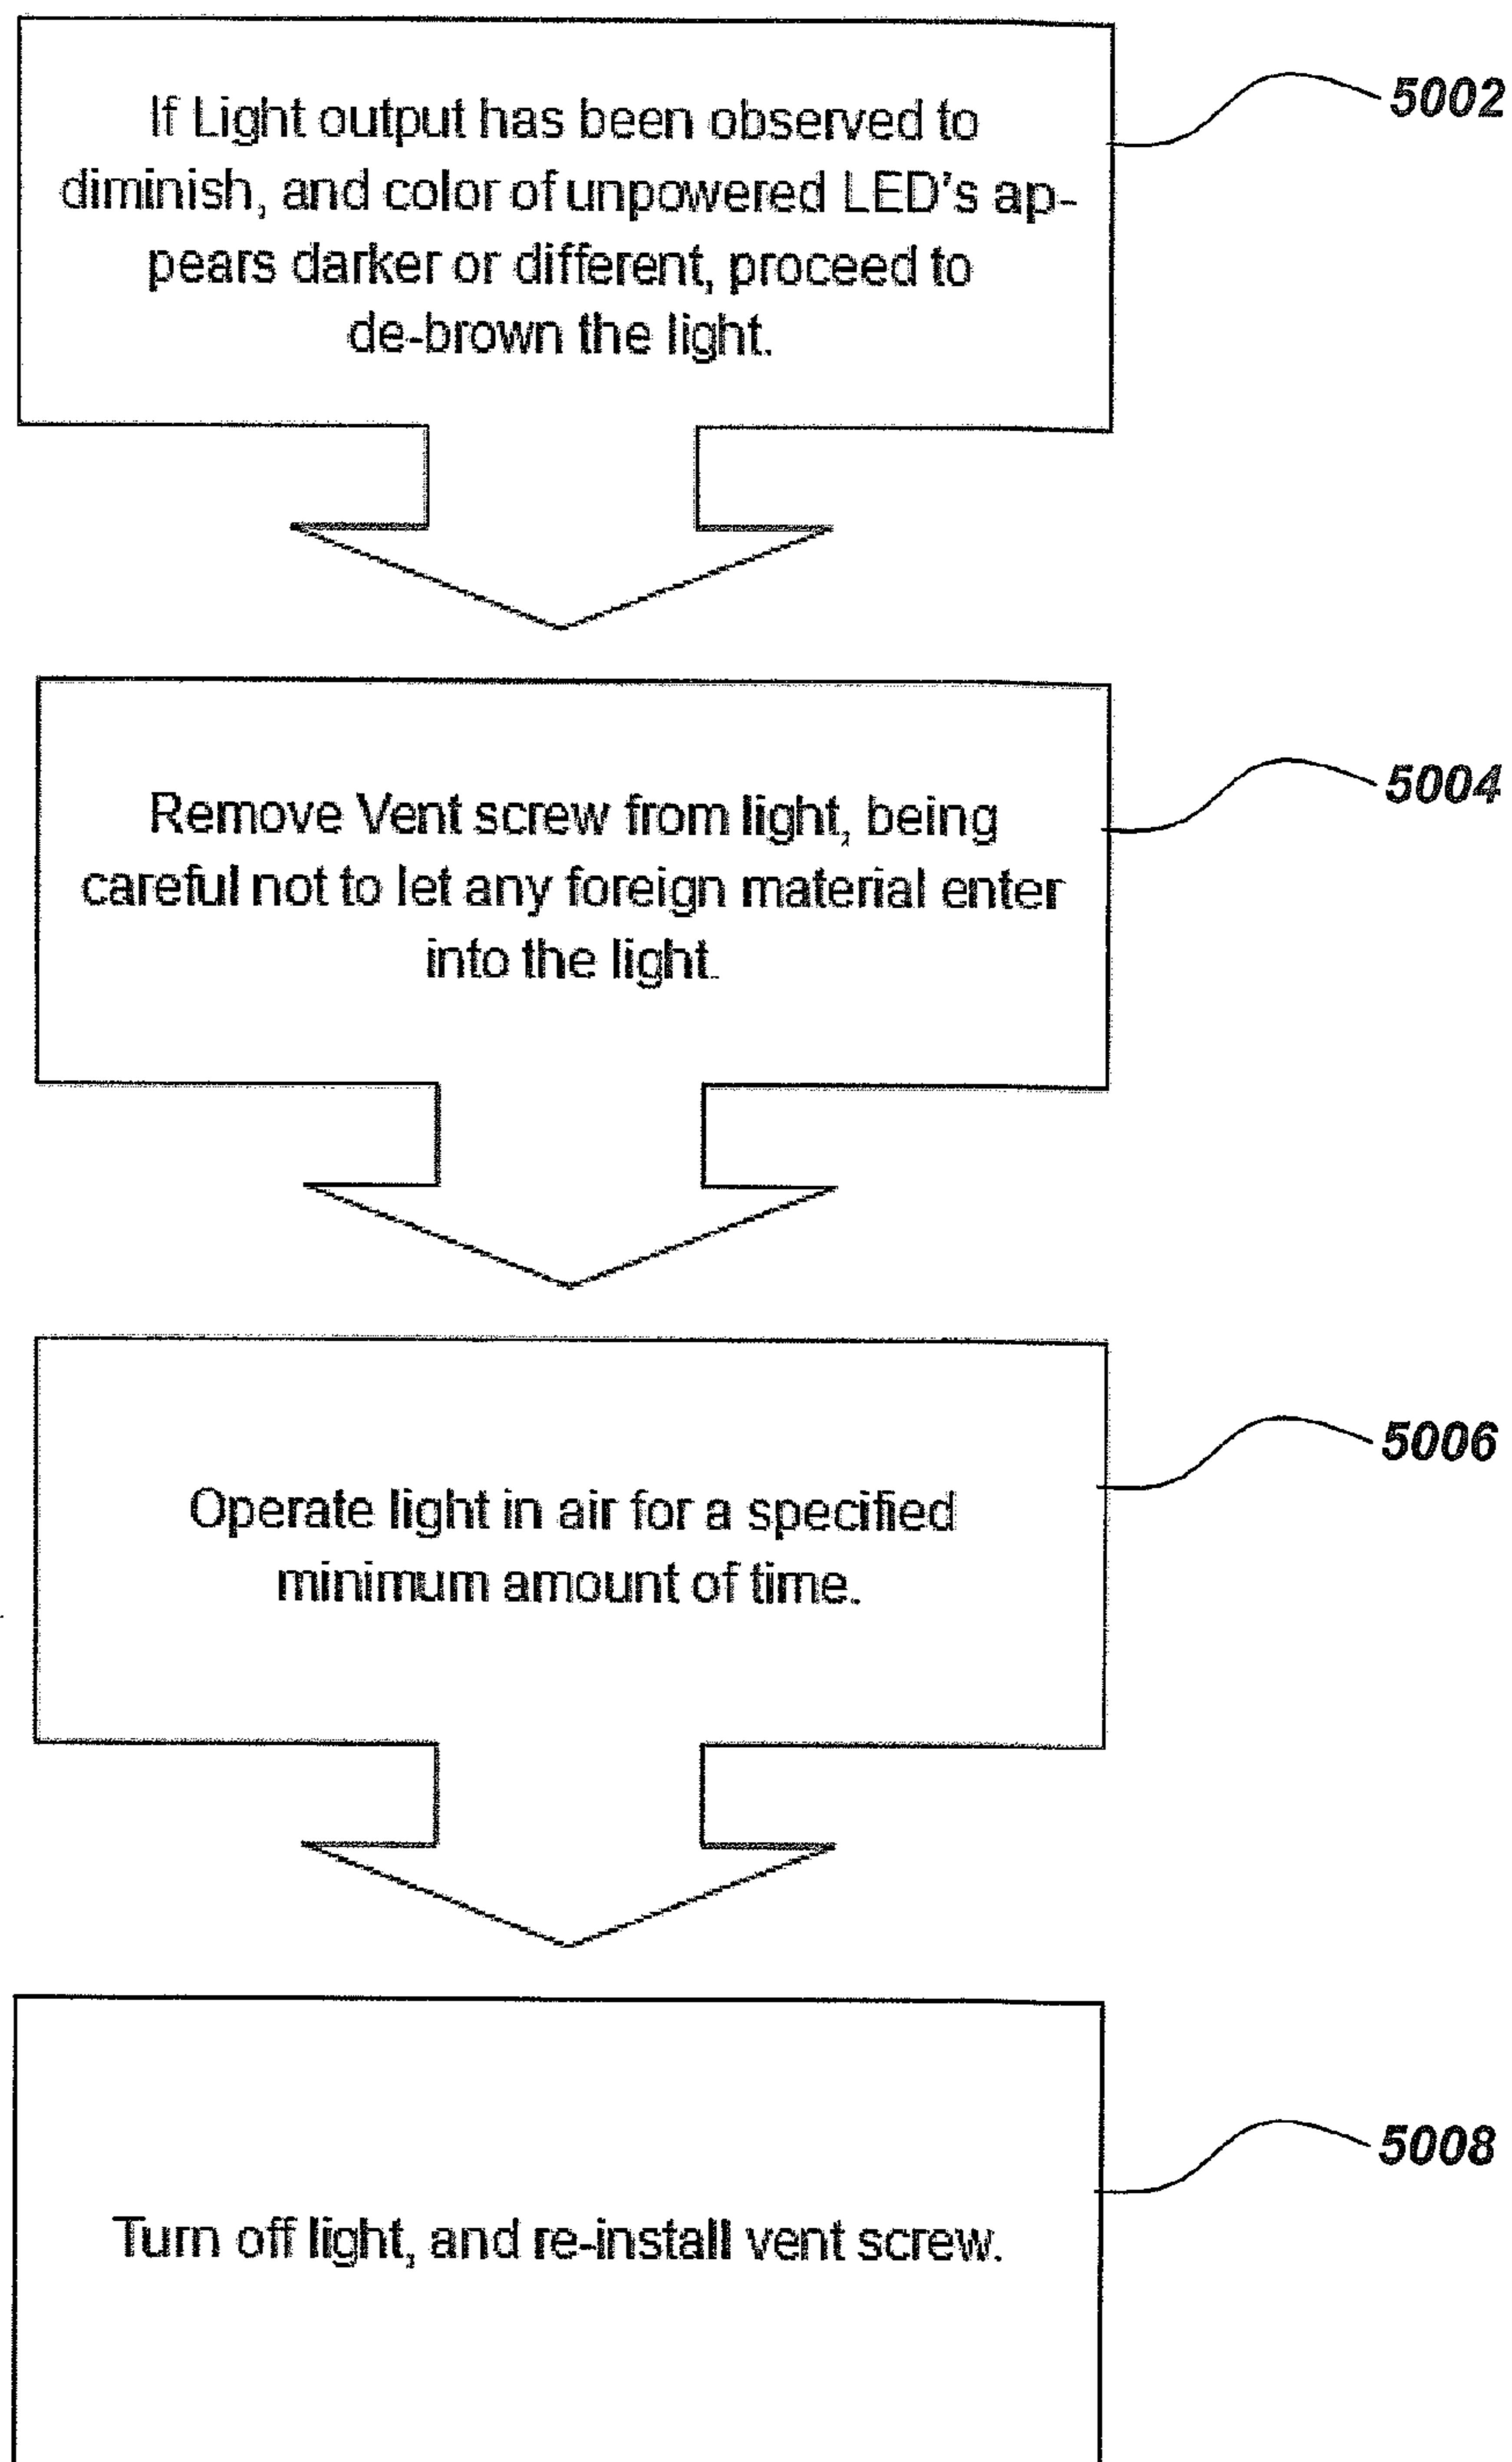 If Light output has been observed to
5002
diminish, and color of unpowered LED's ap-
pears darker or different, proceed to
de-brown the light.
Remove Vent screw from light, being
5004
careful not to let any foreign material enter
into the light.
5006
Operate light in air for a specified
minimum amount of time.
5008
Turn off light, and re-install vent screw.